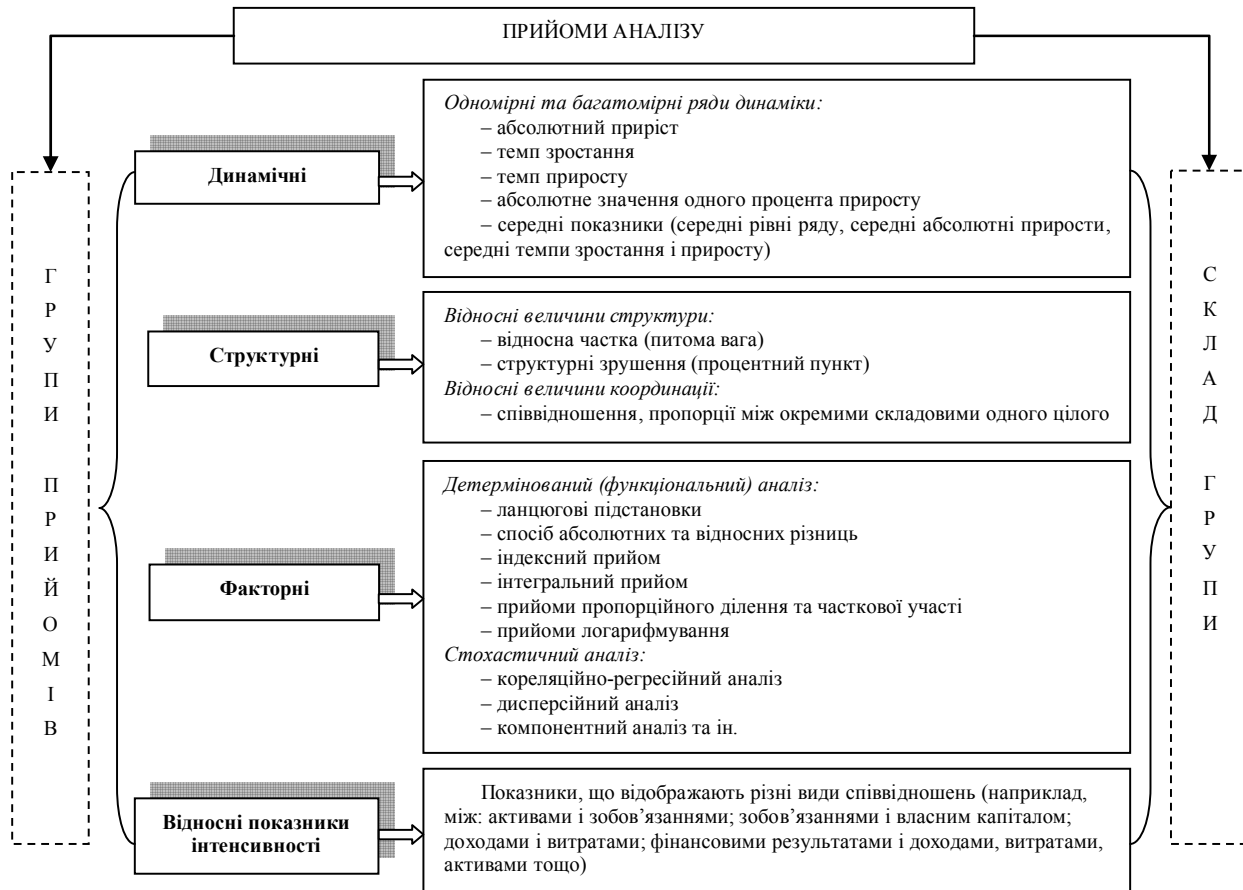 ПРИЙОМИ АНАЛІЗУ
ГРУПИ ПРИЙОМІВ
Динамічні
Одномірні та багатомірні ряди динаміки:
– абсолютний приріст
– темп зростання
– темп приросту
– абсолютне значення одного процента приросту
– середні показники (середні рівні ряду, середні абсолютні прирости,
середні темпи зростання і приросту)
Структурні
Відносні величини структури:
– відносна частка (питома вага)
– структурні зрушення (процентний пункт)
Відносні величини координації:
– співвідношення, пропорції між окремими складовими одного цілого
Факторні
Детермінований (функціональний) аналіз:
– ланцюгові підстановки
– спосіб абсолютних та відносних різниць
– індексний прийом
– інтегральний прийом
– прийоми пропорційного ділення та часткової участі
– прийоми логарифмування
Стохастичний аналіз:
– кореляційно-регресійний аналіз
– дисперсійний аналіз
– компонентний аналіз та ін.
Відносні показники
інтенсивності
Показники, що відображають різні види співвідношень (наприклад,
між: активами і зобов’язаннями; зобов’язаннями і власним капіталом;
доходами і витратами; фінансовими результатами і доходами, витратами,
активами тощо)
СКЛАД ГРУПИ